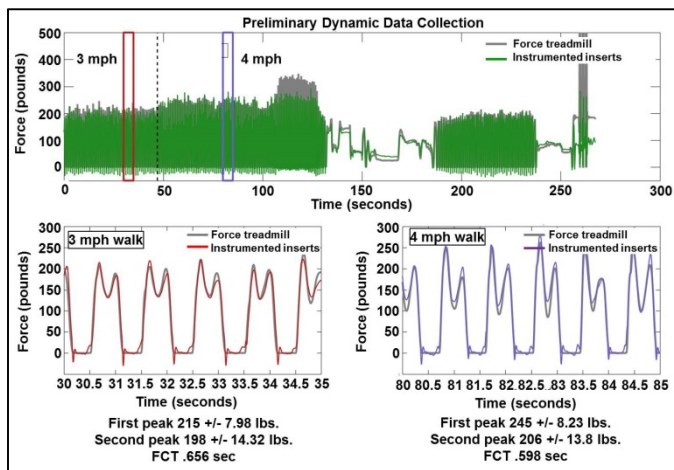 Preliminary Dynamic Data Collection
500
400
300
200
100
0
Force (pounds)
3 mph
4 mph
Force treadmill
Instrumented inserts
0 50 100 150 200 250 300
Time (seconds)
300
250
200
150
100
50
0
Force (pounds)
3 mph walk
Force treadmill
Instrumented inserts
30 30.5 31 31.5 32 32.5 33 33.5 34 34.5 35
Time (seconds)
First peak 215 +/- 7.98 lbs.
Second peak 198 +/- 14.32 lbs.
FCT .656 sec
300
250
200
150
100
50
0
Force (pounds)
4 mph walk
Force treadmill
Instrumented inserts
80 80.5 81 81.5 82 82.5 83 83.5 84 84.5 85
Time (seconds)
First peak 245 +/- 8.23 lbs.
Second peak 206 +/- 13.8 lbs.
FCT .598 sec